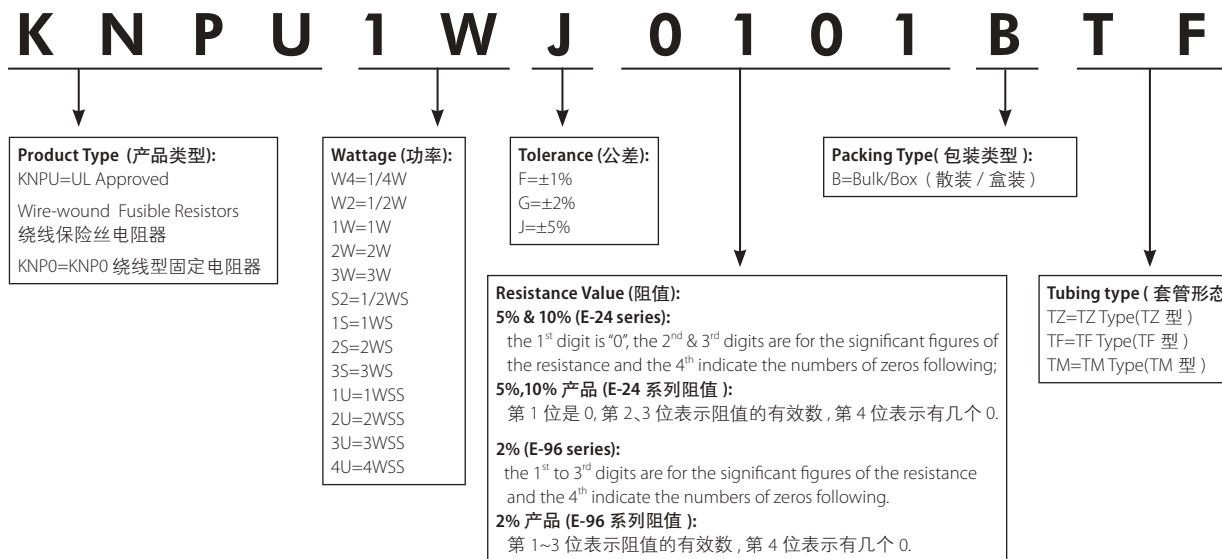 K N P U 1 W J 0 1 0 1 B T F
Product Type (产品类型):
KNPU=UL Approved
Wire-wound Fusible Resistors
绕线保险丝电阻器
KNP0=KNP0 绕线型固定电阻器
Wattage (功率):
W4=1/4W
W2=1/2W
1W=1W
2W=2W
3W=3W
S2=1/2WS
1S=1WS
2S=2WS
3S=3WS
1U=1WSS
2U=2WSS
3U=3WSS
4U=4WSS
Tolerance (公差):
F=±1%
G=±2%
J=±5%
Resistance Value (阻值):
5% & 10% (E-24 series):
the 1st digit is "0", the 2nd & 3rd digits are for the significant figures of
the resistance and the 4th indicate the numbers of zeros following;
5%,10% 产品 (E-24 系列阻值 ):
第 1 位是 0, 第 2、3 位表示阻值的有效数 , 第 4 位表示有几个 0.
2% (E-96 series):
the 1st to 3rd digits are for the significant figures of the resistance
and the 4th indicate the numbers of zeros following.
2% 产品 (E-96 系列阻值 ):
第 1~3 位表示阻值的有效数 , 第 4 位表示有几个 0.
Packing Type( 包装类型 ):
B=Bulk/Box ( 散装 / 盒装 )
Tubing type ( 套管形态
TZ=TZ Type(TZ 型 )
TF=TF Type(TF 型 )
TM=TM Type(TM 型 )